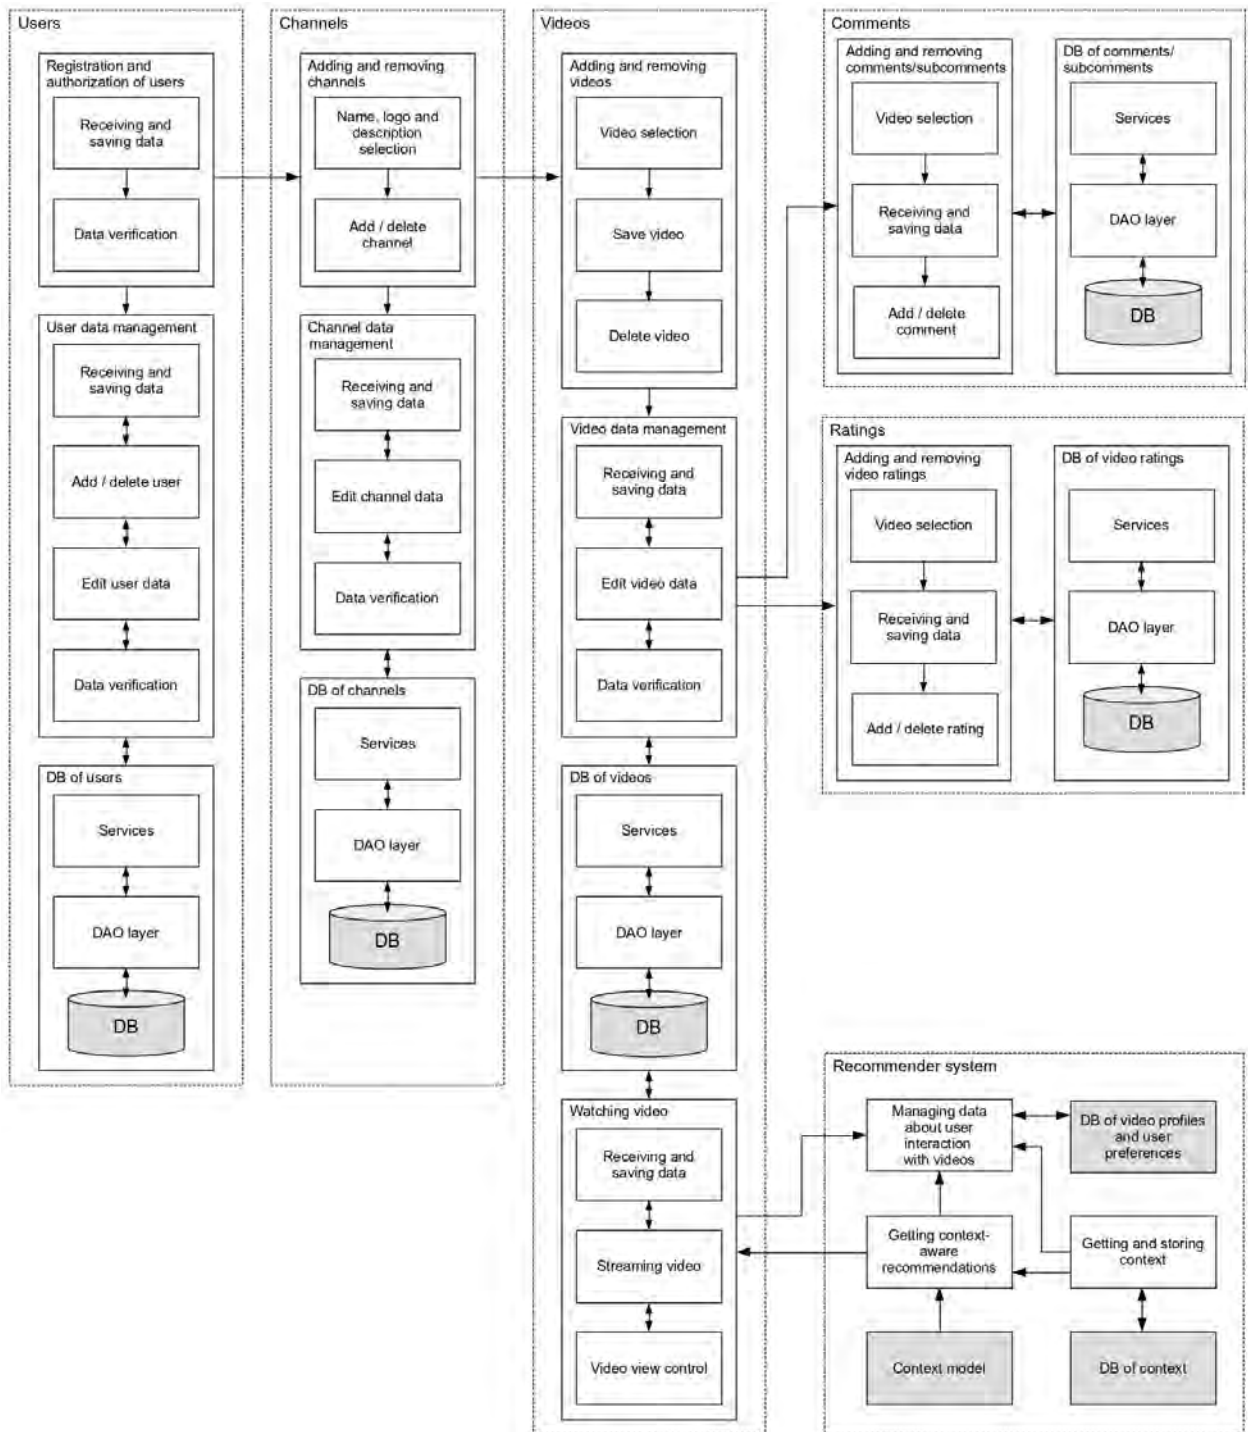 Users
Registration and
authorization of users
Receiving and
saving data
Data verification
User data management
Receiving and
saving data
Add / delete user
Edit user data
Data verification
DB of users
Services
DAO layer
DB
Channels
Adding and removing
channels
Name, logo and
description
selection
Add / delete
channel
Channel data
management
Receiving and
saving data
Edit channel data
Data verification
DB of channels
Services
DAO layer
DB
Videos
Adding and removing
videos
Video selection
Save video
Delete video
Video data management
Receiving and
saving data
Edit video data
Data verification
DB of videos
Services
DAO layer
DB
Watching video
Receiving and
saving data
Streaming video
Video view control
Comments
Adding and removing
comments/subcomments
Video selection
Receiving and
saving data
Add / delete
comment
DB of comments/
subcomments
Services
DAO layer
DB
Ratings
Adding and removing
video ratings
Video selection
Receiving and
saving data
Add / delete rating
DB of video ratings
Services
DAO layer
DB
Recommender system
Managing data
about user
interaction
with videos
DB of video profiles
and user
preferences
Getting context-
aware
recommendations
Getting and storing
context
Context model
DB of context